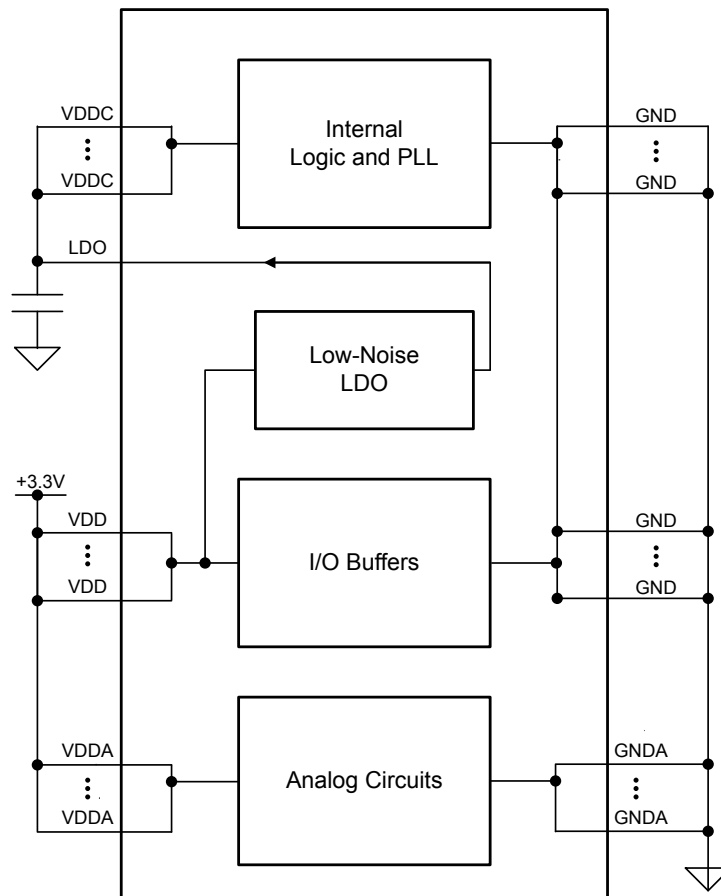 VDDC
GND
Internal
Logic and PLL
VDDC
GND
LDO
Low-Noise
LDO
+3.3V
VDD
GND
I/O Buffers
VDD
GND
VDDA
GNDA
Analog Circuits
VDDA
GNDA